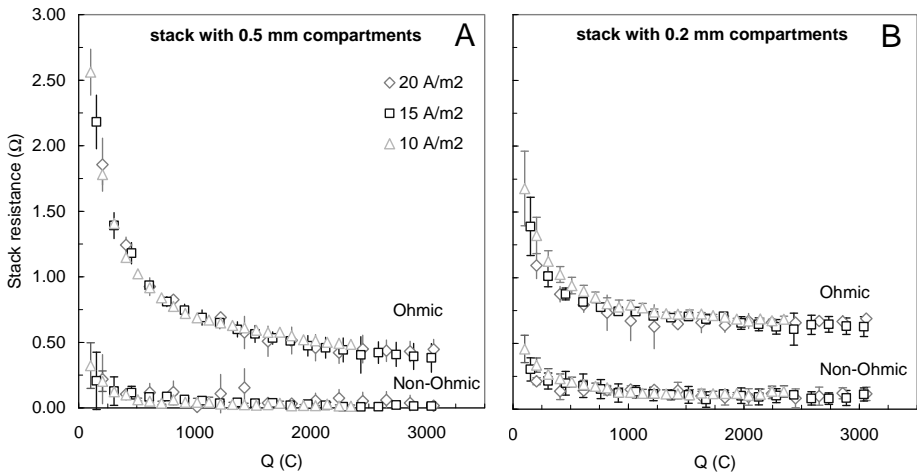 stack with 0.5 mm compartments
A
20 A/m2
15 A/m2
10 A/m2
Ohmic
Non-Ohmic
Stack resistance (Ω)
3.00
2.50
2.00
1.50
1.00
0.50
0.00
0
1000
2000
3000
Q (C)
stack with 0.2 mm compartments
B
Ohmic
Non-Ohmic
0
1000
2000
3000
Q (C)